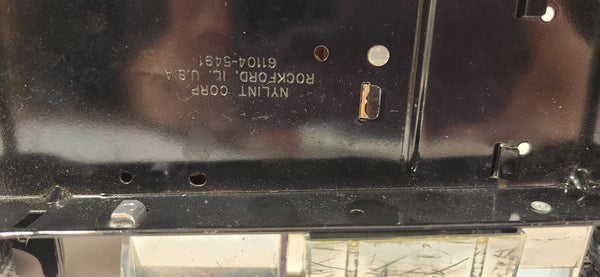 NYLINT CORP
ROCKFORD, IL. U.S.A
61104-5491